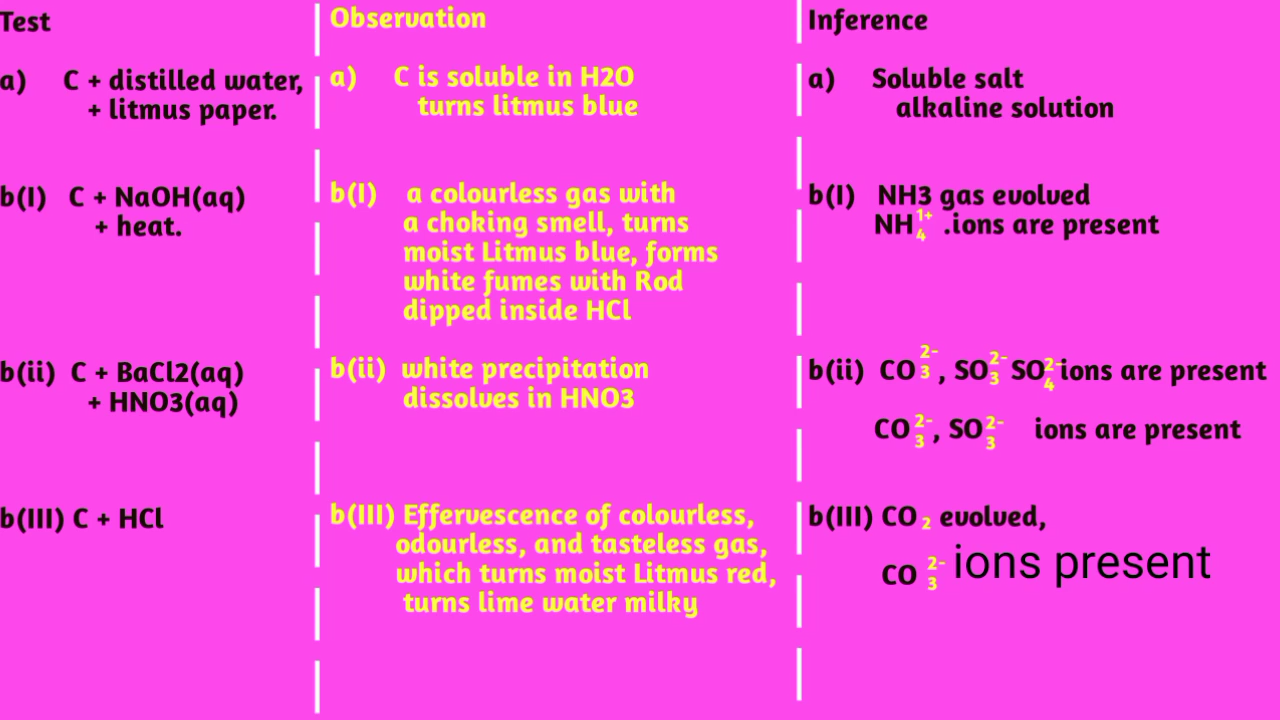 Test Observation Inference
a) C + distilled water, a) C is soluble in H2O a) Soluble salt
+ litmus paper. turns litmus blue alkaline solution
b(I) C + NaOH(aq) b(I) a colourless gas with b(I) NH3 gas evolved
+ heat. a choking smell, turns NH4 1+ .ions are present
moist Litmus blue, forms
white fumes with Rod
dipped inside HCl
b(ii) C + BaCl2(aq) b(ii) white precipitation b(ii) CO3 2-, SO3 2- SO4 2- ions are present
+ HNO3(aq) dissolves in HNO3
CO3 2-, SO3 2- ions are present
b(III) C + HCl b(III) Effervescence of colourless, b(III) CO2 evolved,
odourless, and tasteless gas,
which turns moist Litmus red, CO3 2- ions present
turns lime water milky